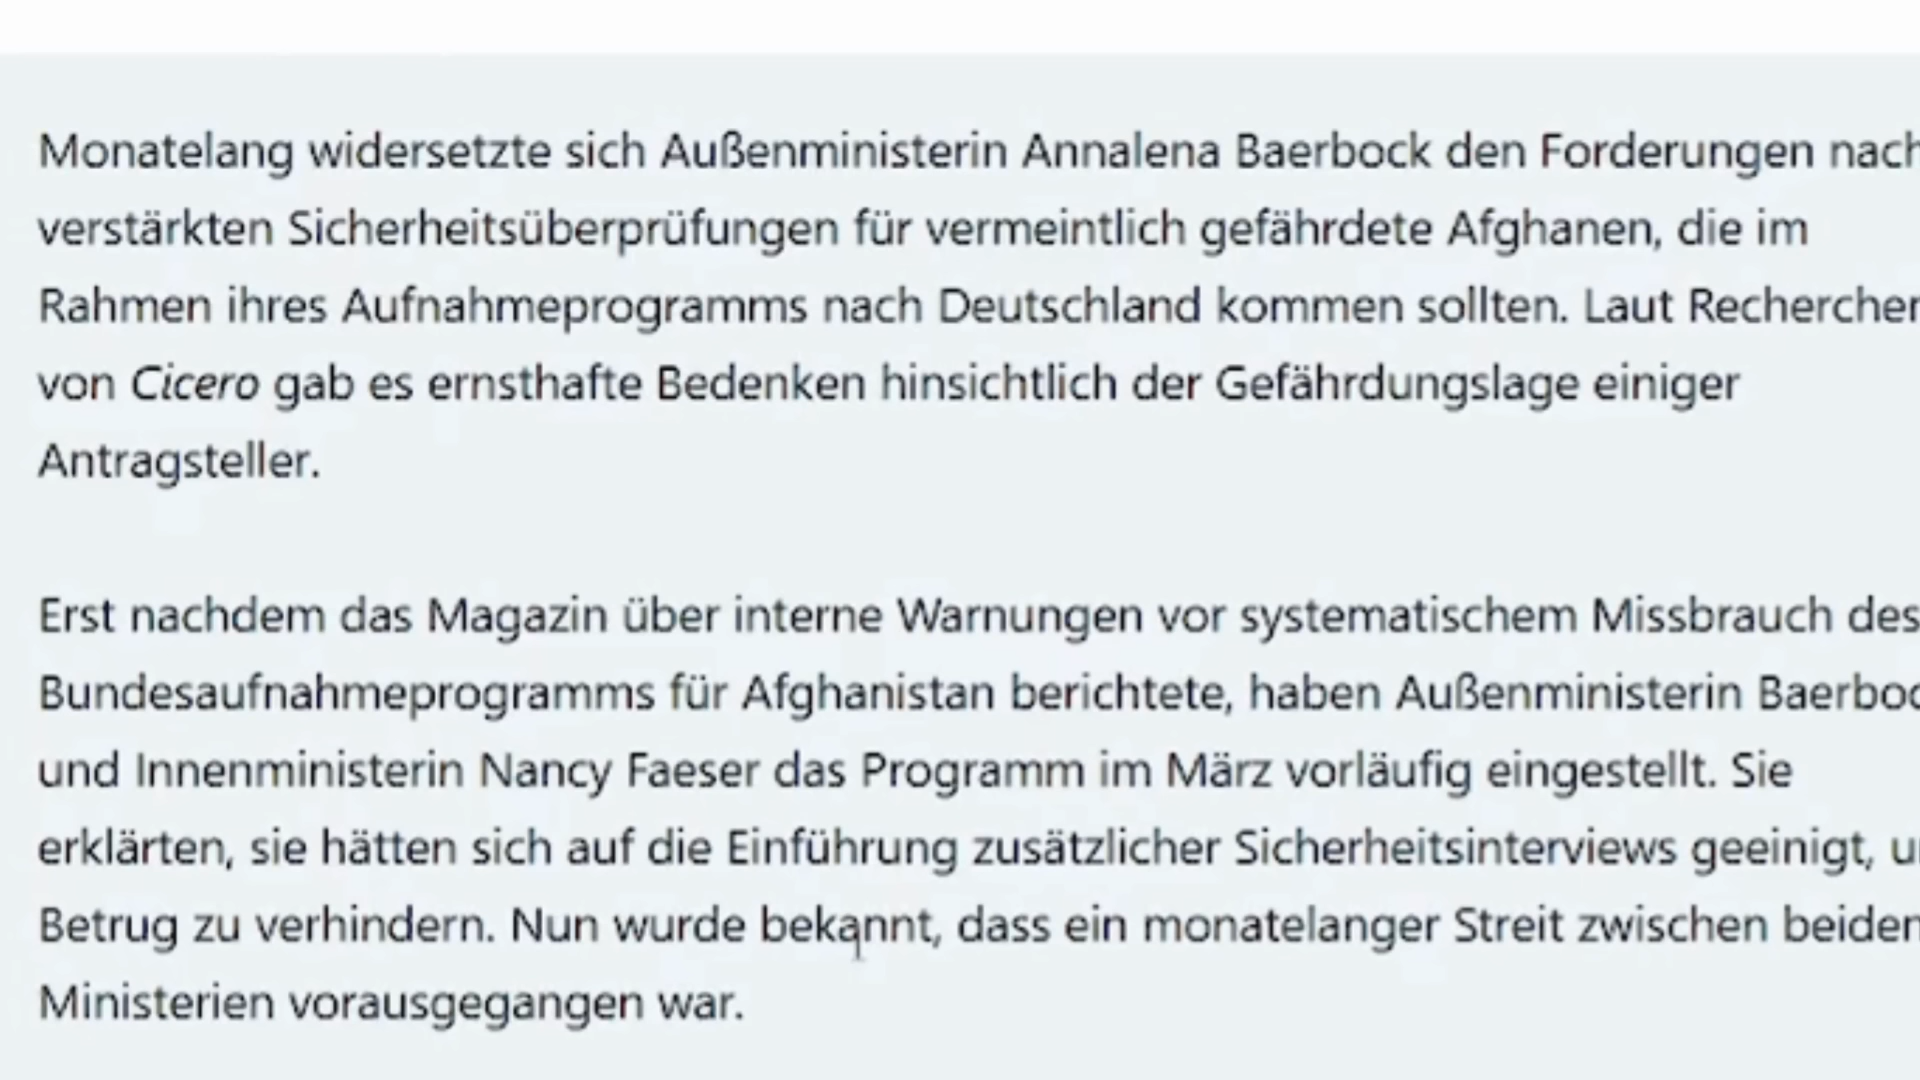 Monatelang widersetzte sich Außenministerin Annalena Baerbock den Forderungen nach
verstärkten Sicherheitsüberprüfungen für vermeintlich gefährdete Afghanen, die im
Rahmen ihres Aufnahmeprogramms nach Deutschland kommen sollten. Laut Recherchen
von Cicero gab es ernsthafte Bedenken hinsichtlich der Gefährdungslage einiger
Antragsteller.
Erst nachdem das Magazin über interne Warnungen vor systematischem Missbrauch des
Bundesaufnahmeprogramms für Afghanistan berichtete, haben Außenministerin Baerboc
und Innenministerin Nancy Faeser das Programm im März vorläufig eingestellt. Sie
erklärten, sie hätten sich auf die Einführung zusätzlicher Sicherheitsinterviews geeinigt, u
Betrug zu verhindern. Nun wurde bekannt, dass ein monatelanger Streit zwischen beiden
Ministerien vorausgegangen war.